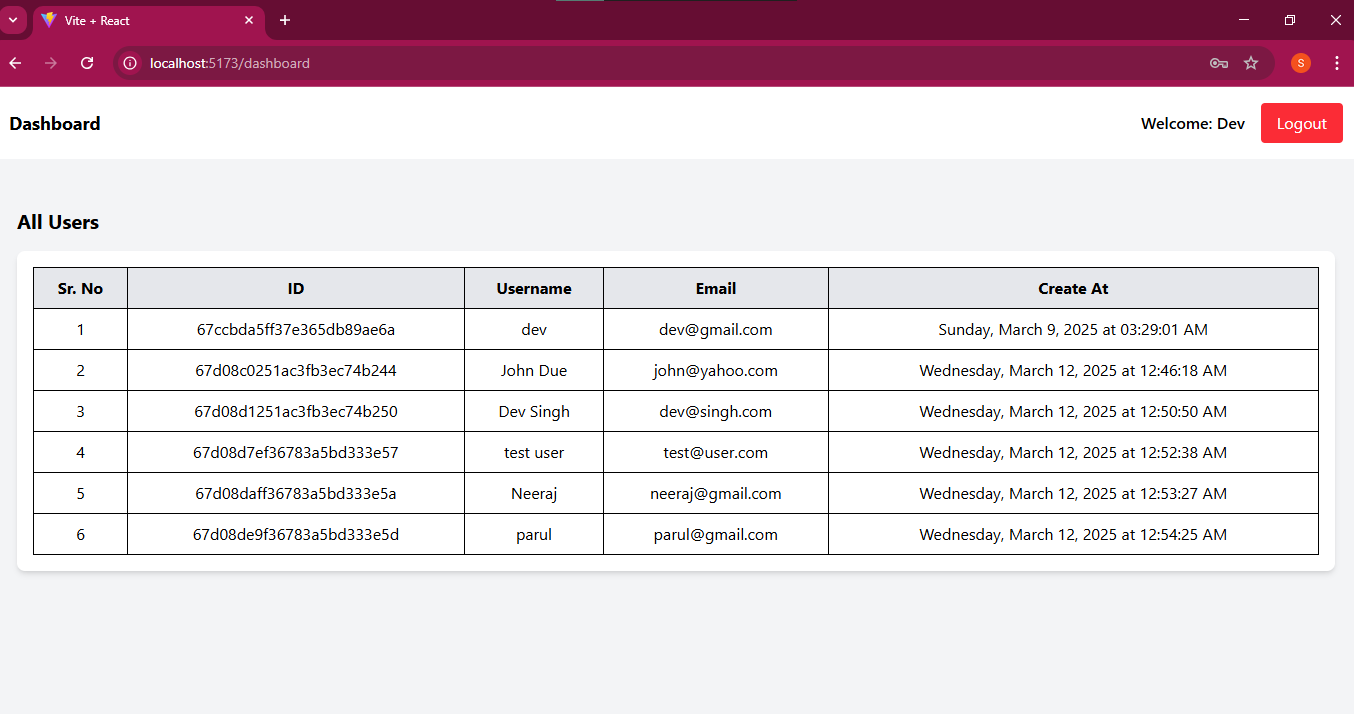 Vite + React
localhost:5173/dashboard
S
Dashboard
Welcome: Dev
Logout
All Users
Sr. No ID Username Email Create At
1 67ccbda5ff37e365db89ae6a dev dev@gmail.com Sunday, March 9, 2025 at 03:29:01 AM
2 67d08c0251ac3fb3ec74b244 John Due john@yahoo.com Wednesday, March 12, 2025 at 12:46:18 AM
3 67d08d1251ac3fb3ec74b250 Dev Singh dev@singh.com Wednesday, March 12, 2025 at 12:50:50 AM
4 67d08d7ef36783a5bd333e57 test user test@user.com Wednesday, March 12, 2025 at 12:52:38 AM
5 67d08daff36783a5bd333e5a Neeraj neeraj@gmail.com Wednesday, March 12, 2025 at 12:53:27 AM
6 67d08de9f36783a5bd333e5d parul parul@gmail.com Wednesday, March 12, 2025 at 12:54:25 AM